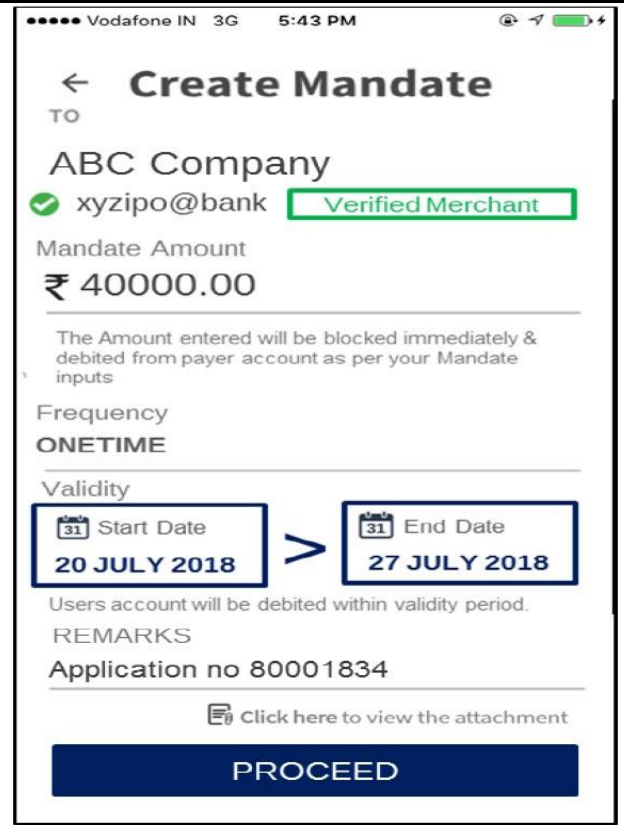 ●●●●● Vodafone IN 3G 5:43 PM
← Create Mandate
TO
ABC Company
xyzipo@bank Verified Merchant
Mandate Amount
₹ 40000.00
The Amount entered will be blocked immediately &
debited from payer account as per your Mandate
inputs
Frequency
ONETIME
Validity
31 Start Date > 31 End Date
20 JULY 2018 27 JULY 2018
Users account will be debited within validity period.
REMARKS
Application no 80001834
Click here to view the attachment
PROCEED